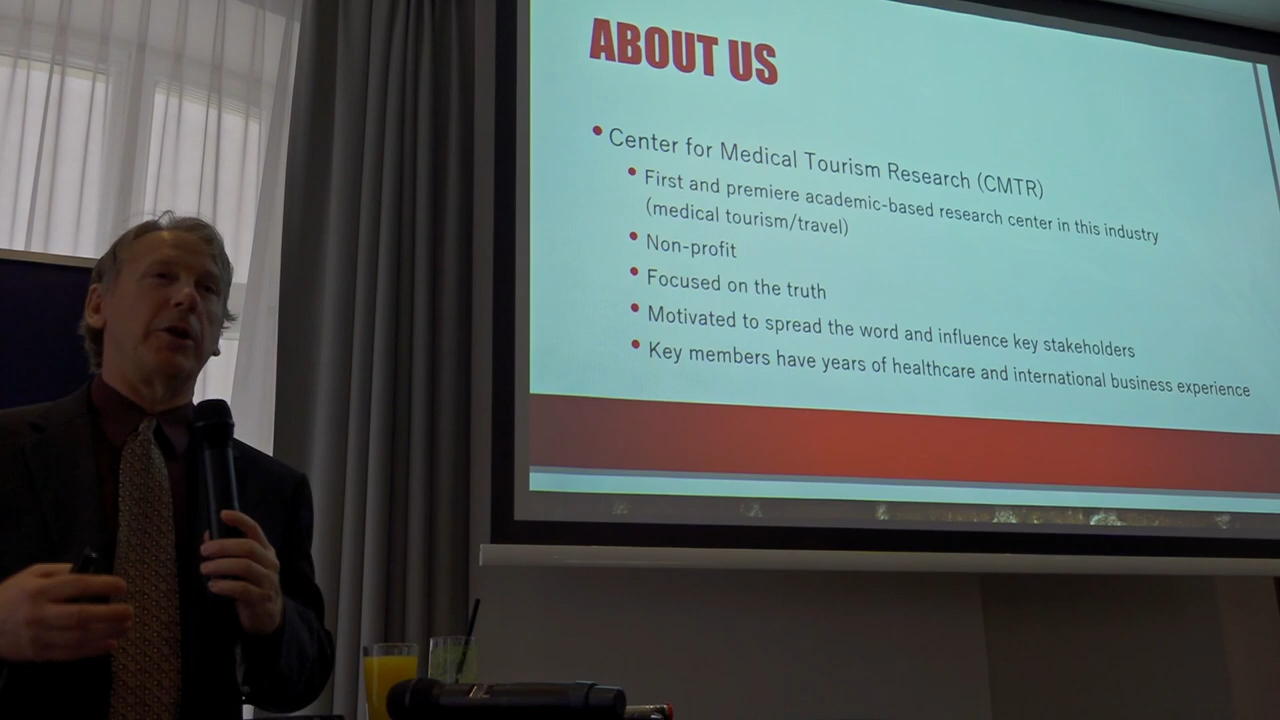 ABOUT US
Center for Medical Tourism Research (CMTR)
First and premiere academic-based research center in this industry
(medical tourism/travel)
Non-profit
Focused on the truth
Motivated to spread the word and influence key stakeholders
Key members have years of healthcare and international business experience